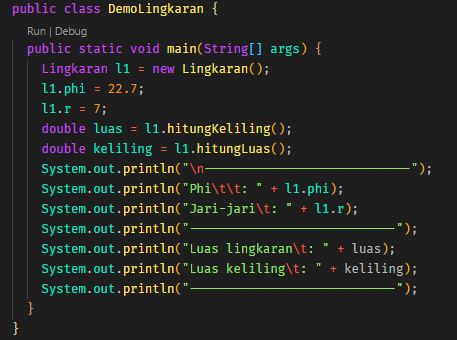 public class DemoLingkaran {
Run | Debug
public static void main(String[] args) {
Lingkaran l1 = new Lingkaran();
l1.phi = 22.7;
l1.r = 7;
double luas = l1.hitungKeliling();
double keliling = l1.hitungLuas();
System.out.println("\n-----------------------------");
System.out.println("Phi\t\t: " + l1.phi);
System.out.println("Jari-jari\t: " + l1.r);
System.out.println("-----------------------------");
System.out.println("Luas lingkaran\t: " + luas);
System.out.println("Luas keliling\t: " + keliling);
System.out.println("-----------------------------");
}
}